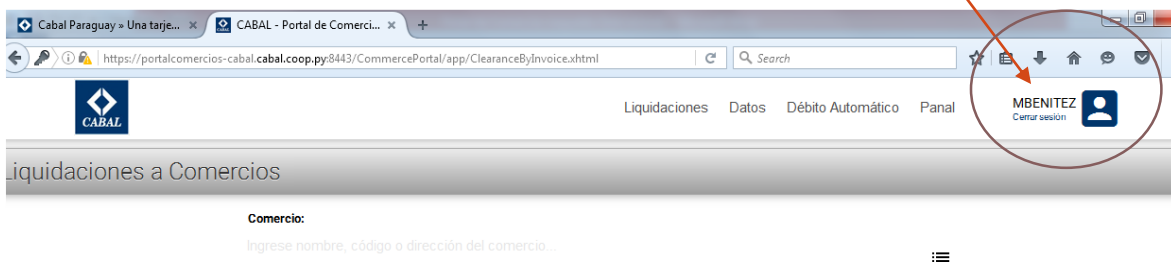 Cabal Paraguay » Una tarje... × CABAL - Portal de Comerci... × +
https://portalcomercios-cabal.cabal.coop.py:8443/CommercePortal/app/ClearanceByInvoice.xhtml Search
CABAL Liquidaciones Datos Débito Automático Panal MBENITEZ
Cerrar sesión
Liquidaciones a Comercios
Comercio:
Ingrese nombre, código o dirección del comercio...